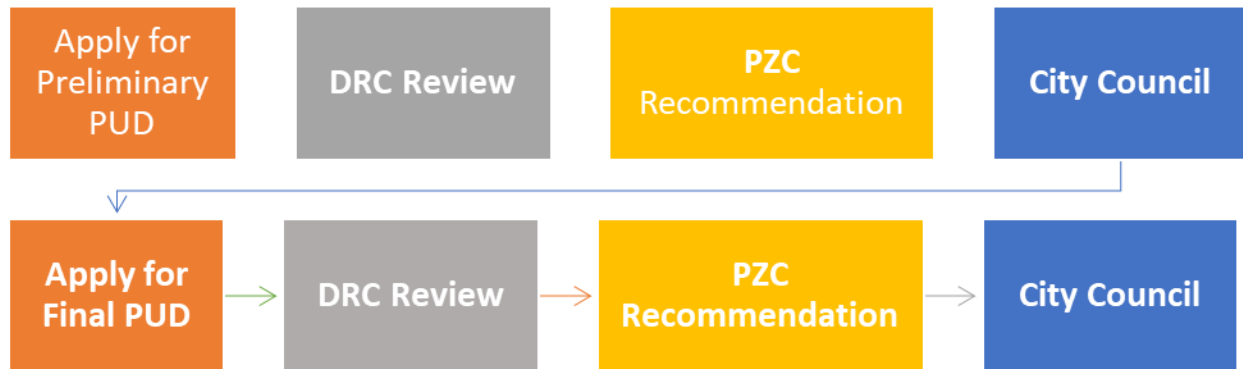 Apply for
Preliminary
PUD
DRC Review
PZC
Recommendation
City Council
Apply for
Final PUD
DRC Review
PZC
Recommendation
City Council